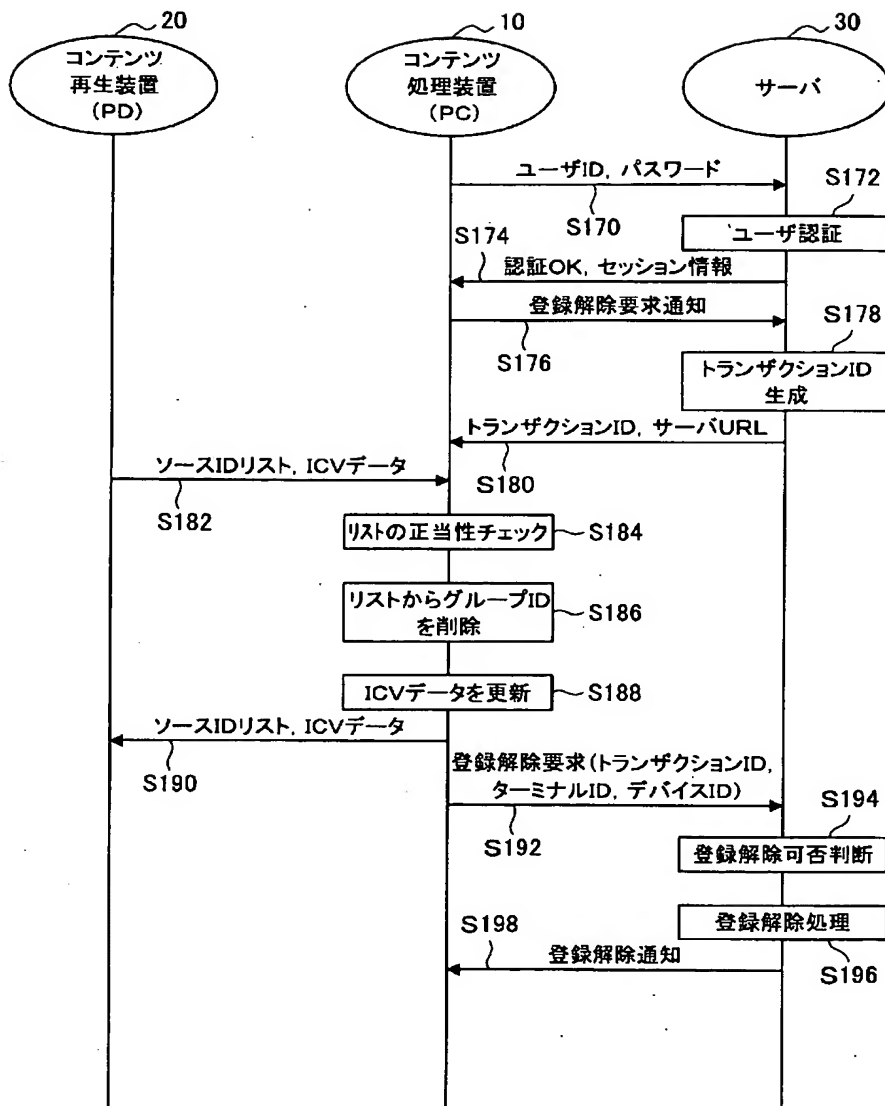 20
10
30
コンテンツ
再生装置
(PD)
コンテンツ
処理装置
(PC)
サーバ
ユーザID, パスワード
S170
S172
ユーザ認証
S174
認証OK, セッション情報
登録解除要求通知
S176
S178
トランザクションID
生成
トランザクションID, サーバURL
S180
ソースIDリスト, ICVデータ
S182
リストの正当性チェック
S184
リストからグループID
を削除
S186
ICVデータを更新
S188
ソースIDリスト, ICVデータ
S190
登録解除要求(トランザクションID,
ターミナルID, デバイスID)
S192
S194
登録解除可否判断
登録解除処理
S196
S198
登録解除通知